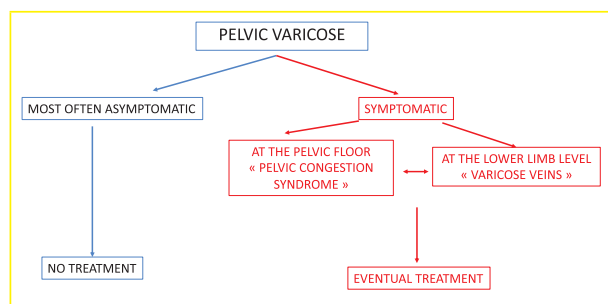 PELVIC VARICOSE
MOST OFTEN ASYMPTOMATIC
SYMPTOMATIC
AT THE PELVIC FLOOR
« PELVIC CONGESTION
SYNDROME »
AT THE LOWER LIMB LEVEL
« VARICOSE VEINS »
NO TREATMENT
EVENTUAL TREATMENT